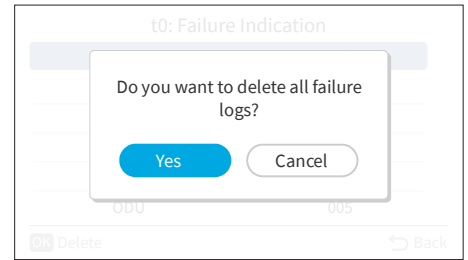 t0: Failure Indication
Do you want to delete all failure
logs?
Yes
Cancel
ODU
005
OK Delete
Back